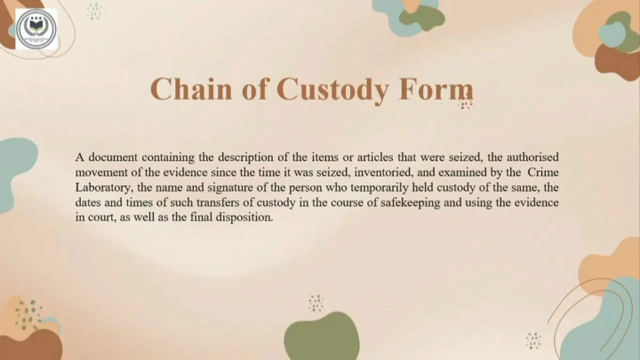 Chain of Custody Form
A document containing the description of the items or articles that were seized, the authorised
movement of the evidence since the time it was seized, inventoried, and examined by the Crime
Laboratory, the name and signature of the person who temporarily held custody of the same, the
dates and times of such transfers of custody in the course of safekeeping and using the evidence
in court, as well as the final disposition.